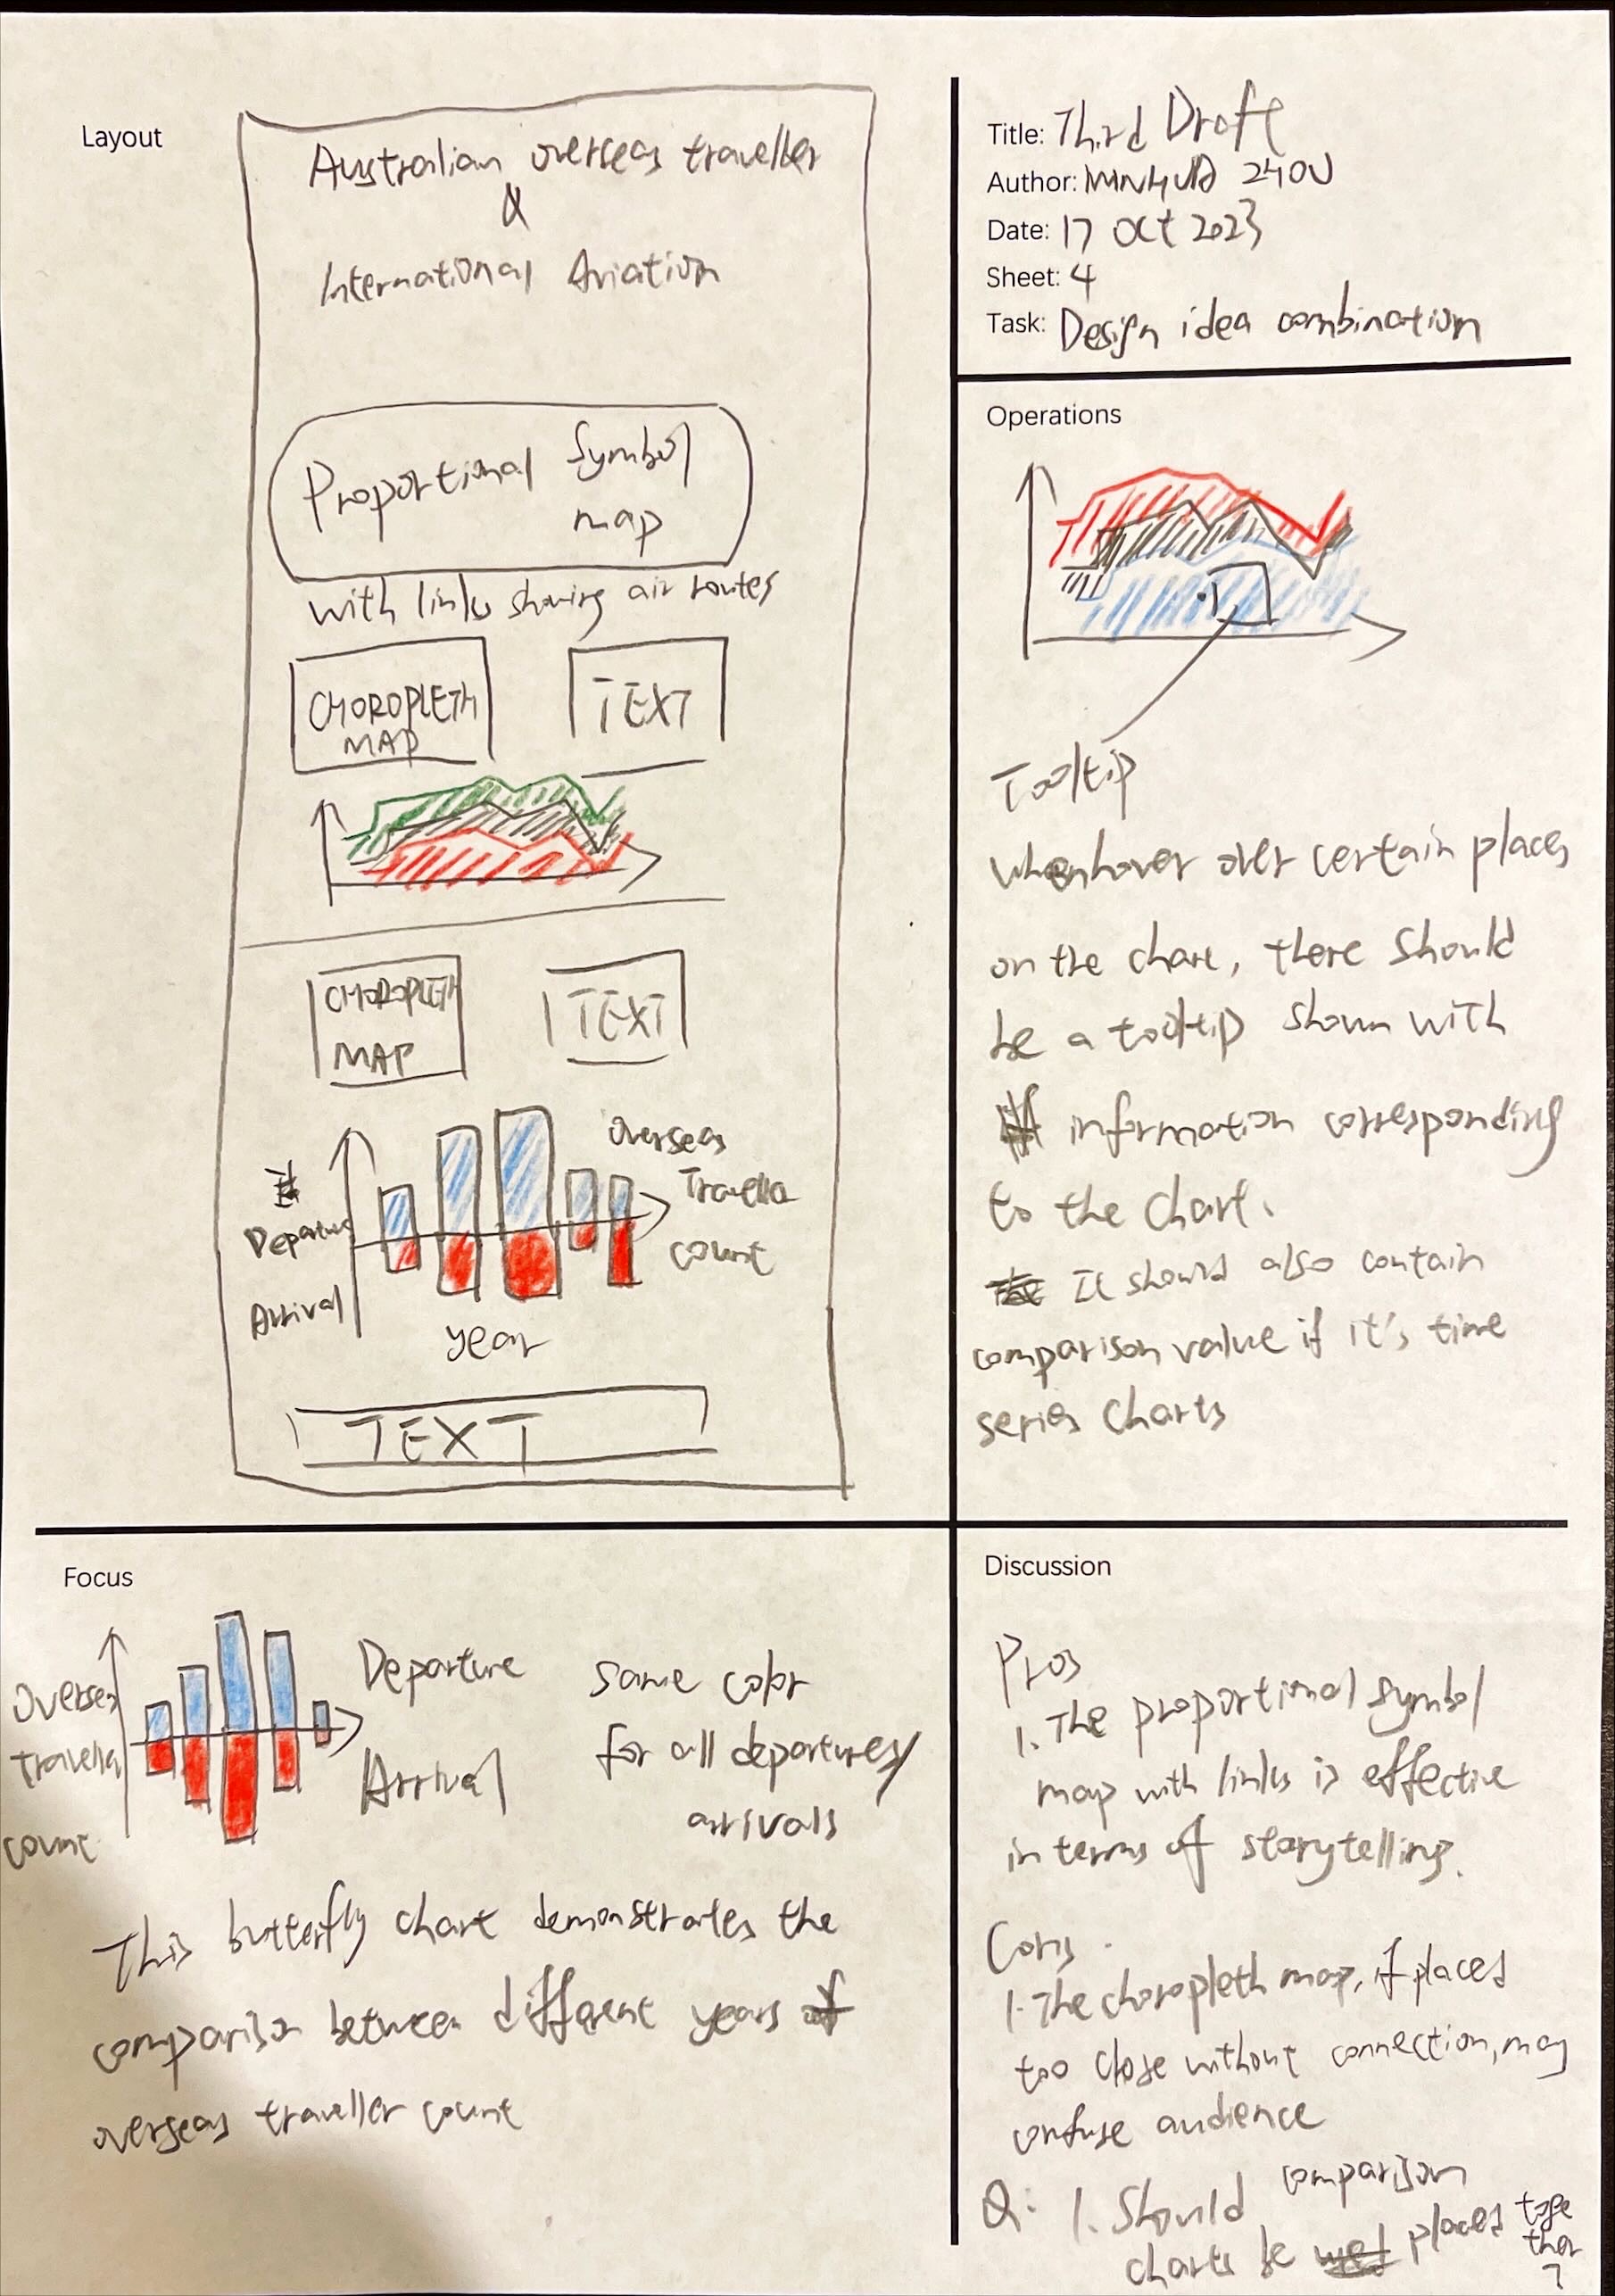 Layout
Australian overseas traveller
&
International Aviation
Proportional Symbol
map
with links showing air routes
CHOROPLETH
MAP
TEXT
CHOROPLETH
MAP
TEXT
overseas
Traveller
count
Departure
Arrival
year
TEXT
Title: Third Draft
Author:
Date: 17 Oct 2023
Sheet: 4
Task: Design idea combination
Operations
Tooltip
When hover over certain places
on the chart, there should
be a tooltip shown with
information corresponding
to the chart.
It should also contain
comparison value if it's time
series charts
Focus
Overseas
traveller
count
Departure
Arrival
same color
for all departures/
arrivals
This butterfly chart demonstrates the
comparison between different years of
overseas traveller count
Discussion
Pros
1. The proportional symbol
map with links is effective
in terms of storytelling.
Cons.
1. The choropleth map, if places
too close without connection, may
confuse audience
Q: 1. Should comparison
charts be places toge
ther
?